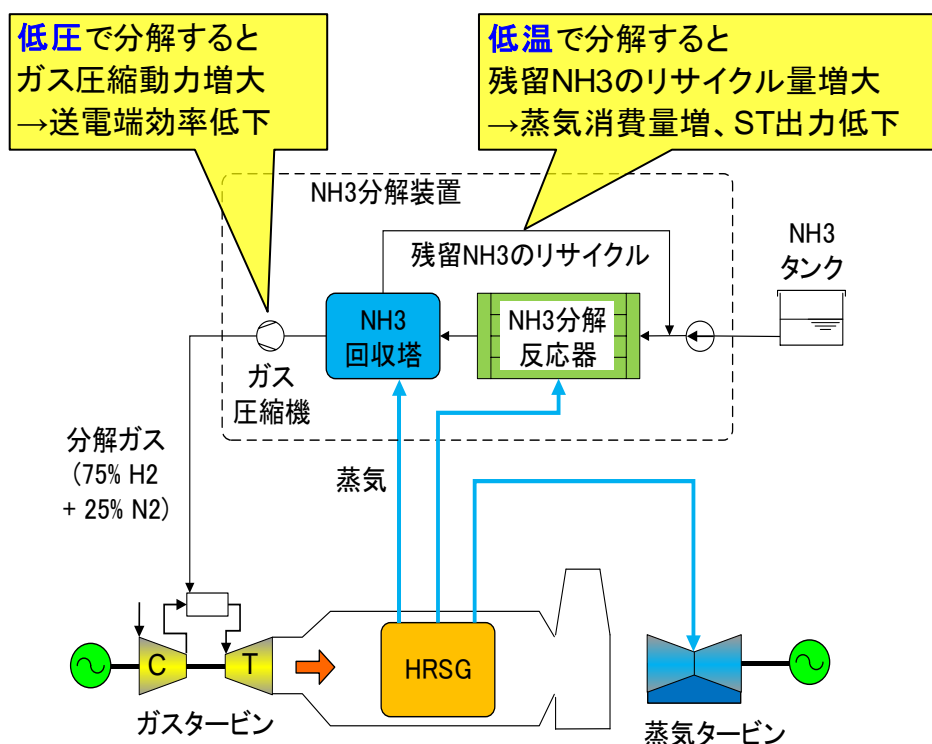 低圧で分解すると
ガス圧縮動力増大
→送電端効率低下
低温で分解すると
残留NH3のリサイクル量増大
→蒸気消費量増、ST出力低下
NH3分解装置
残留NH3のリサイクル
NH3
タンク
NH3
回収塔
NH3分解
反応器
ガス
圧縮機
分解ガス
(75% H2
+ 25% N2)
蒸気
C
T
HRSG
ガスタービン
蒸気タービン